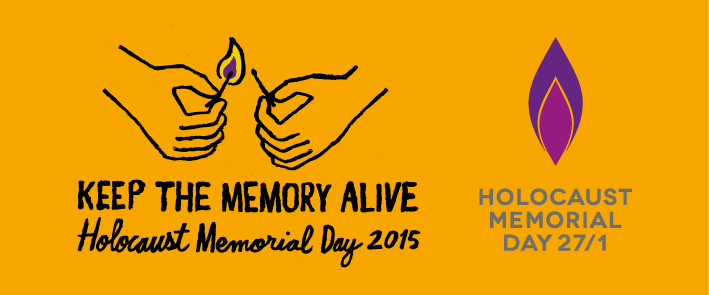 KEEP THE MEMORY ALIVE
Holocaust Memorial Day 2015
HOLOCAUST
MEMORIAL
DAY 27/1